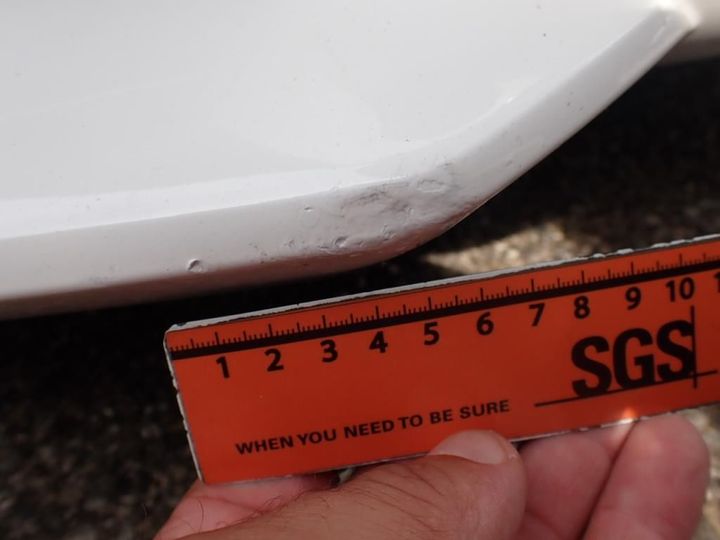 1 2 3 4 5 6 7 8 9 10
SGS
WHEN YOU NEED TO BE SURE